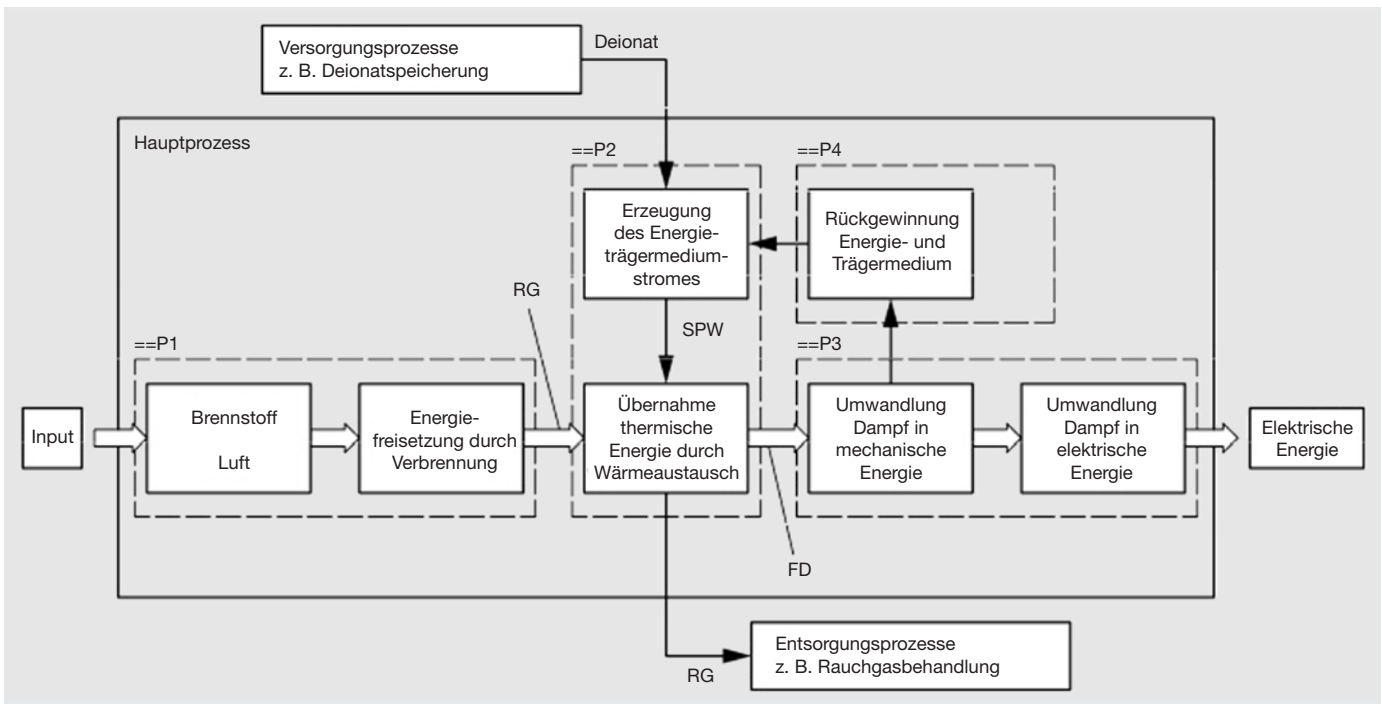 Versorgungsprozesse
z. B. Deionatspeicherung
Deionat
Hauptprozess
==P2
==P4
Erzeugung
des Energie-
trägermedium-
stromes
Rückgewinnung
Energie- und
Trägermedium
RG
SPW
==P1
==P3
Input
Brennstoff
Luft
Energie-
freisetzung durch
Verbrennung
Übernahme
thermische
Energie durch
Wärmeaustausch
Umwandlung
Dampf in
mechanische
Energie
Umwandlung
Dampf in
elektrische
Energie
Elektrische
Energie
FD
Entsorgungsprozesse
z. B. Rauchgasbehandlung
RG